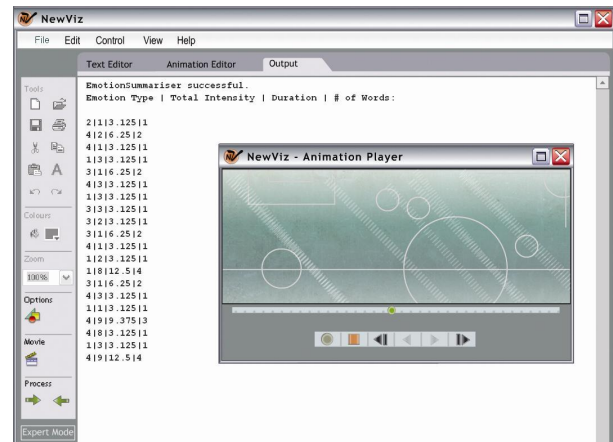 NewViz
File Edit Control View Help
Text Editor Animation Editor Output
Tools
Colours
Zoom
100%
Options
Movie
Process
Expert Mode
EmotionSummariser successful.
Emotion Type | Total Intensity | Duration | # of Words:
2|1|3.125|1
4|2|6.25|2
4|1|3.125|1
1|3|3.125|1
3|1|6.25|2
4|3|3.125|1
1|3|3.125|1
3|3|3.125|1
3|2|3.125|1
3|1|6.25|2
4|1|3.125|1
1|2|3.125|1
1|8|12.5|4
3|1|6.25|2
4|3|3.125|1
1|1|3.125|1
4|9|9.375|3
4|8|3.125|1
1|3|3.125|1
4|9|12.5|4
NewViz - Animation Player